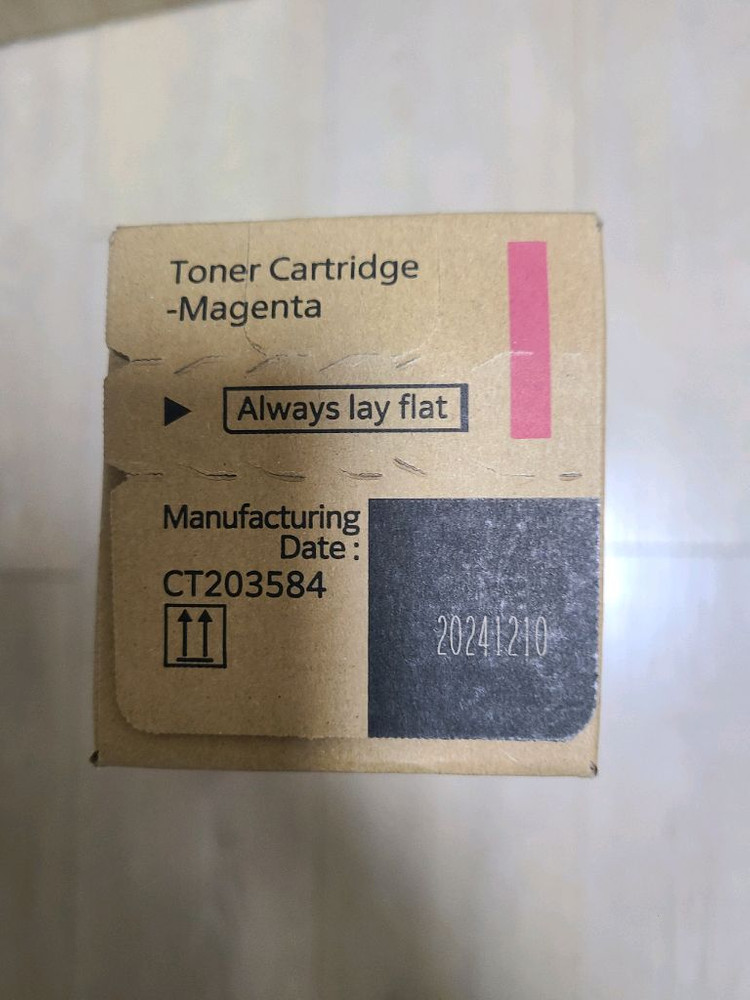 Toner Cartridge
-Magenta
Always lay flat
Manufacturing
Date :
CT203584
20241210